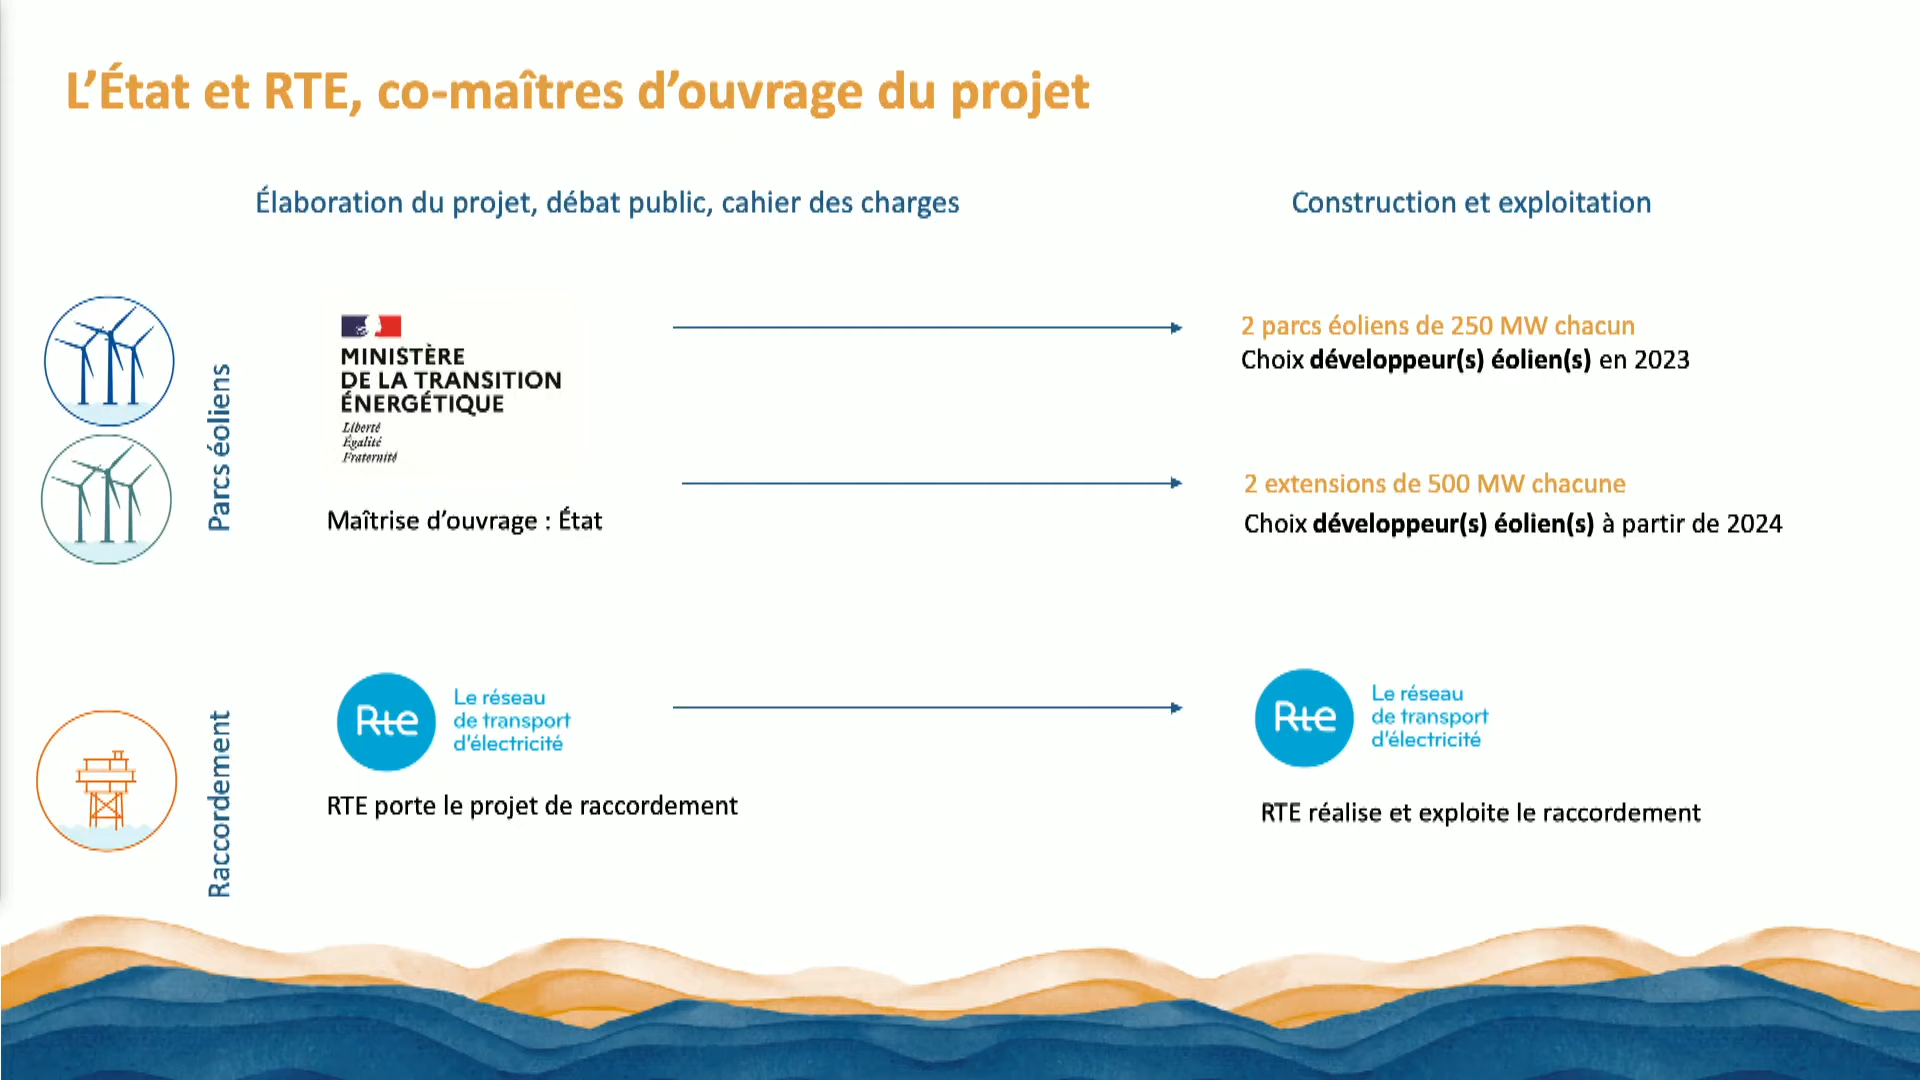 L’État et RTE, co-maîtres d’ouvrage du projet
Élaboration du projet, débat public, cahier des charges
Construction et exploitation
Parcs éoliens
MINISTÈRE
DE LA TRANSITION
ÉNERGÉTIQUE
Liberté
Égalité
Fraternité
Maîtrise d’ouvrage : État
2 parcs éoliens de 250 MW chacun
Choix développeur(s) éolien(s) en 2023
2 extensions de 500 MW chacune
Choix développeur(s) éolien(s) à partir de 2024
Raccordement
Rte
Le réseau
de transport
d’électricité
RTE porte le projet de raccordement
Rte
Le réseau
de transport
d’électricité
RTE réalise et exploite le raccordement